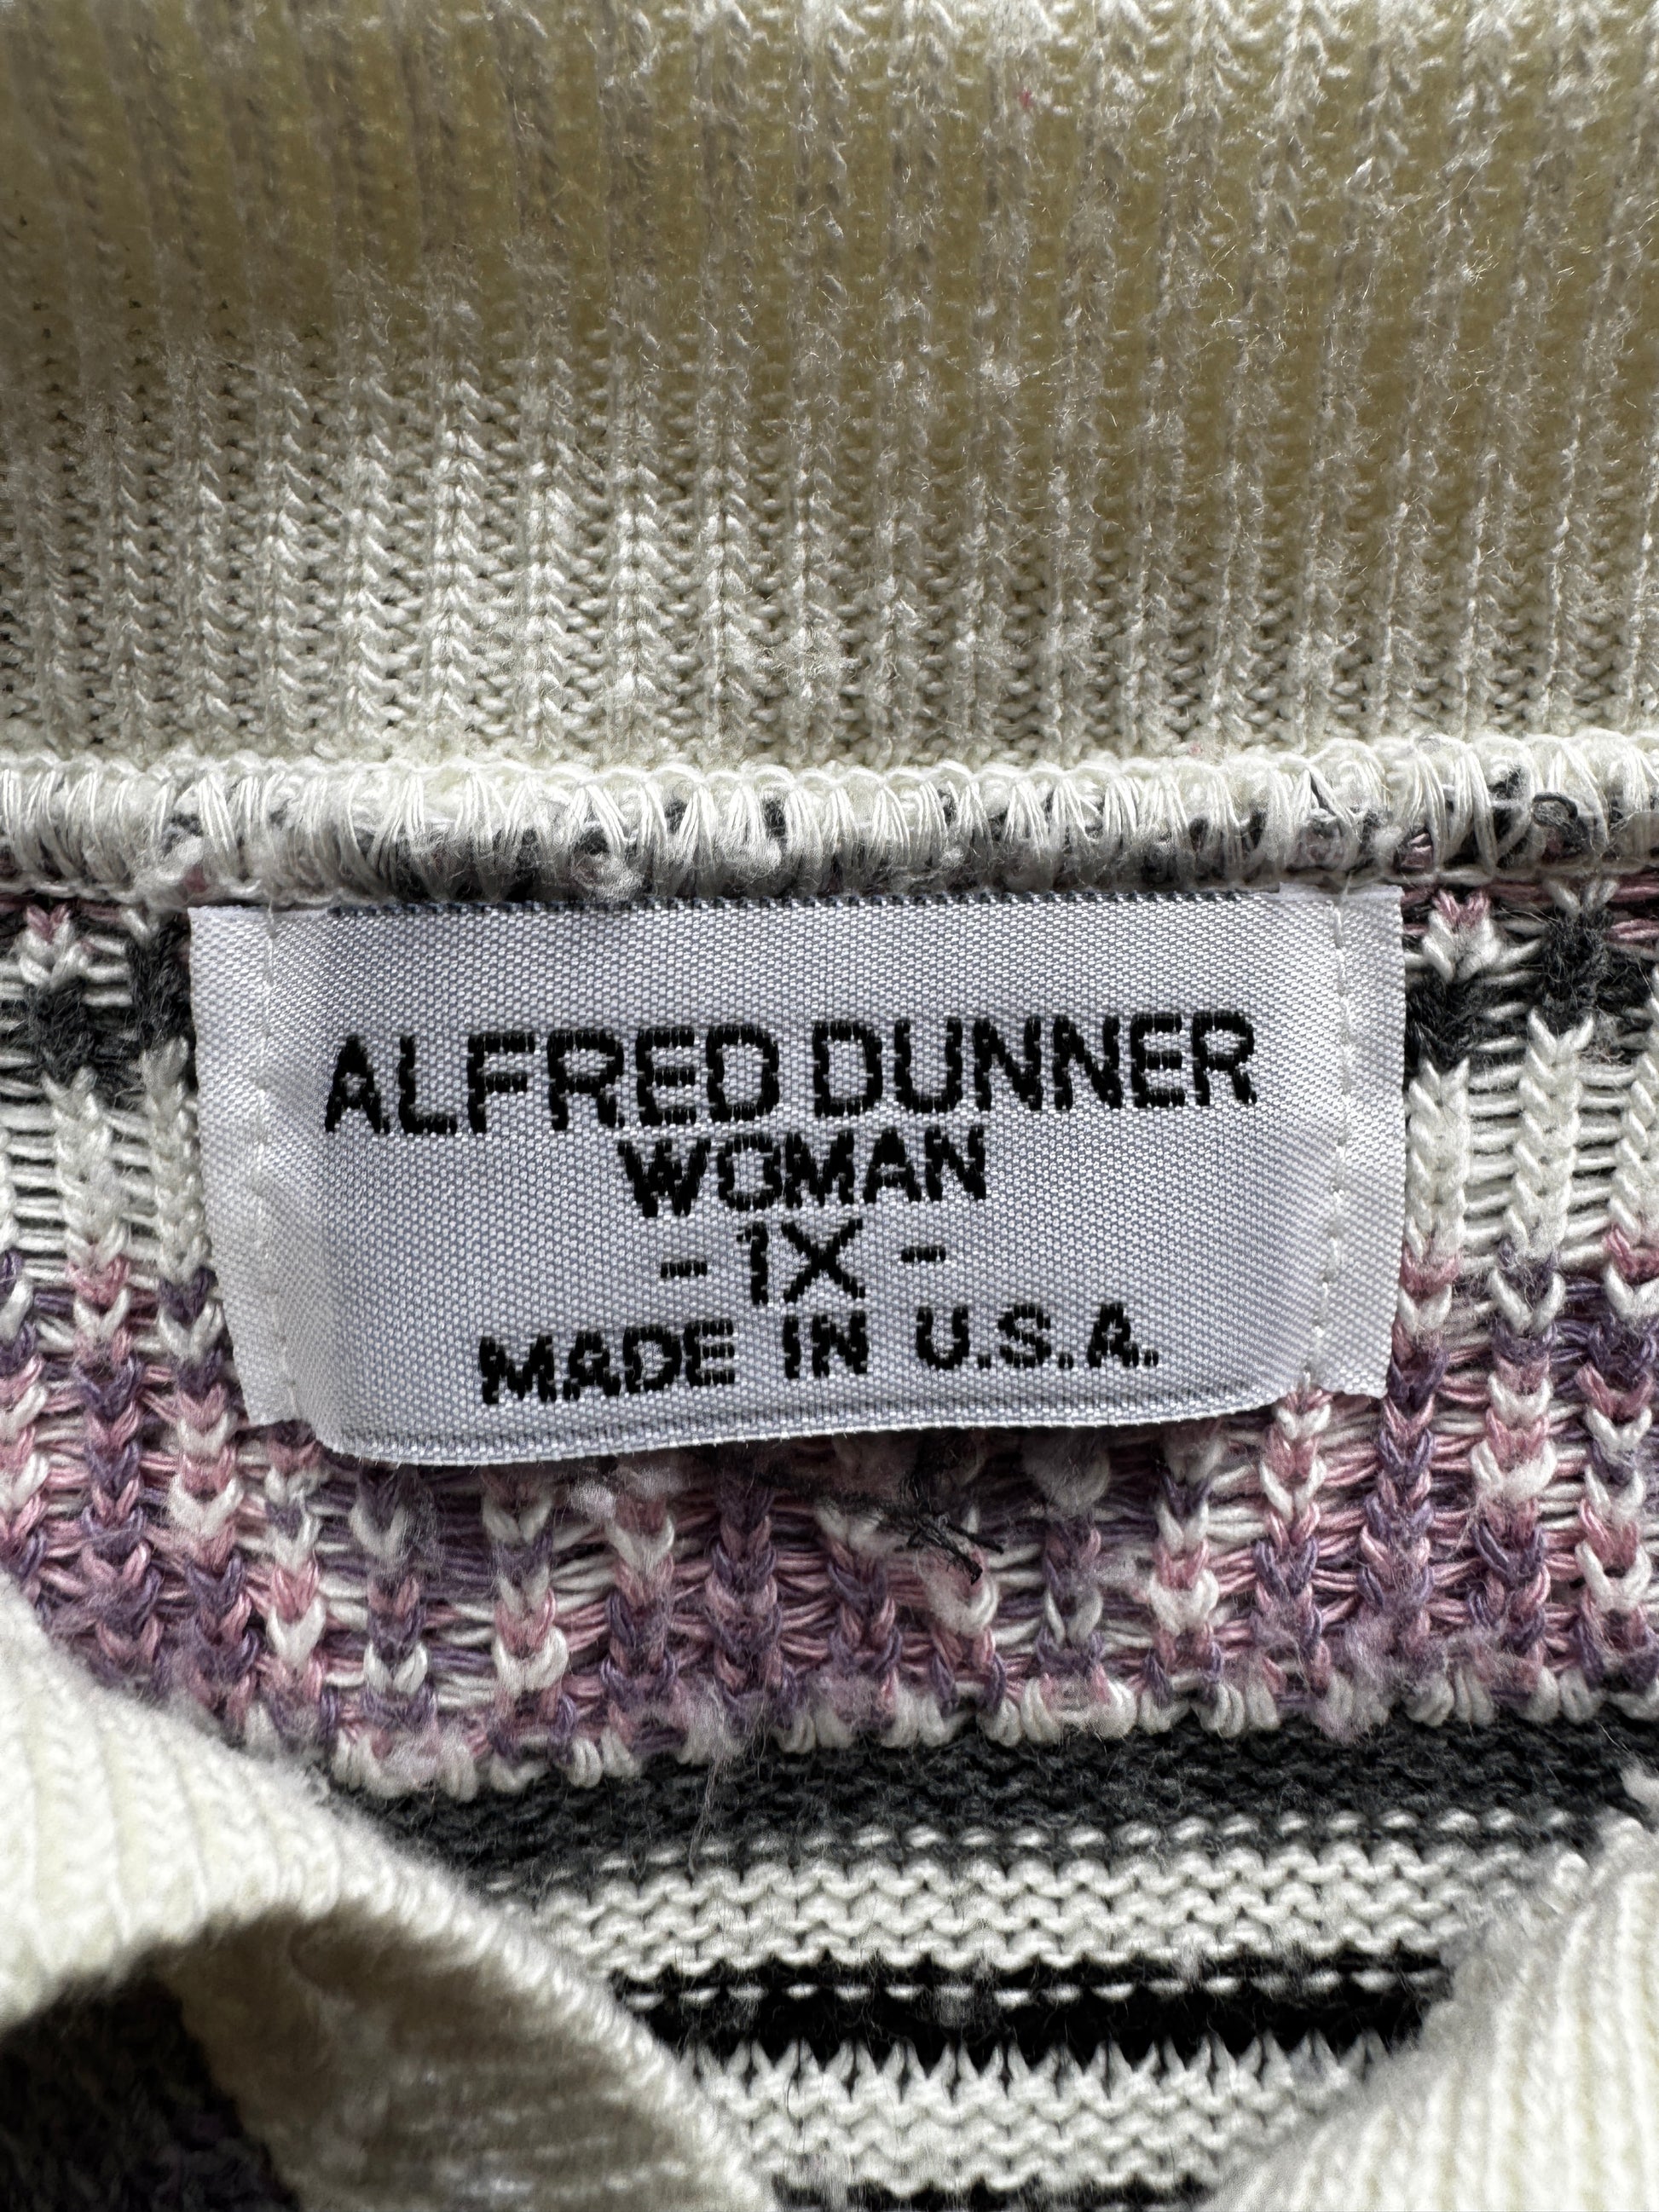 ALFRED DUNNER
WOMAN
- 1X -
MADE IN U.S.A.